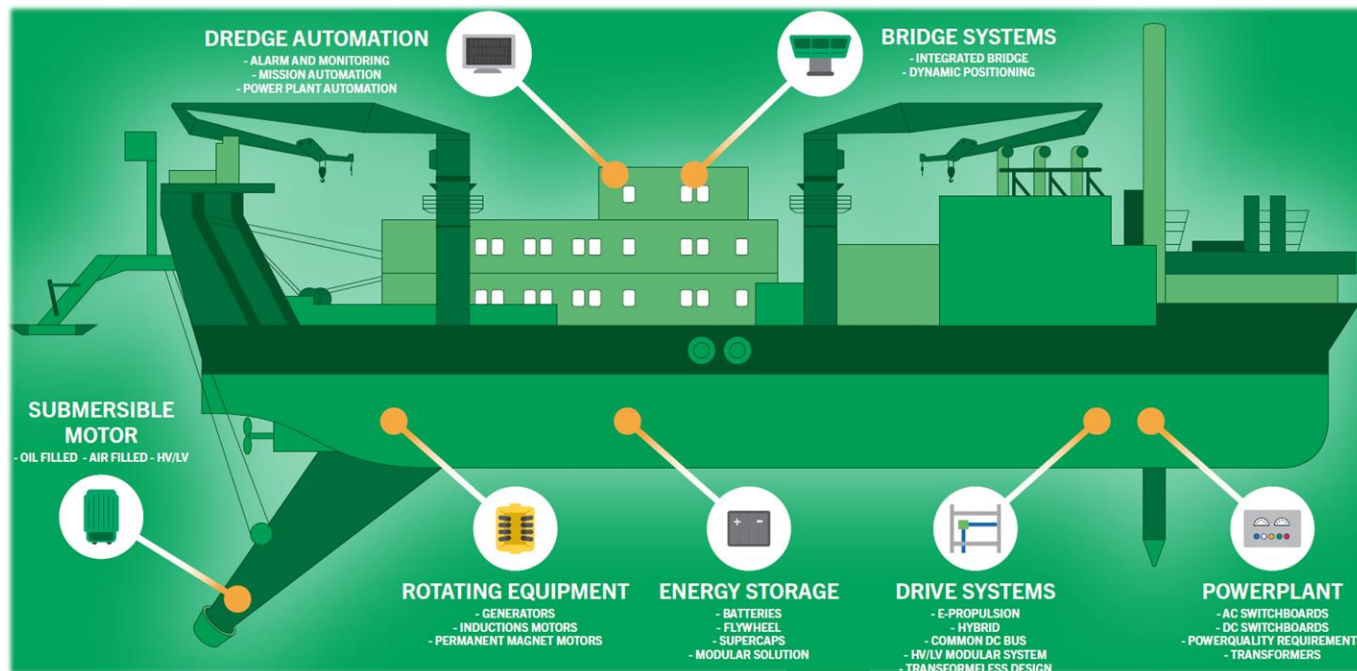 DREDGE AUTOMATION
- ALARM AND MONITORING
- MISSION AUTOMATION
- POWER PLANT AUTOMATION
BRIDGE SYSTEMS
- INTEGRATED BRIDGE
- DYNAMIC POSITIONING
SUBMERSIBLE
MOTOR
- OIL FILLED - AIR FILLED - HV/LV
ROTATING EQUIPMENT
- GENERATORS
- INDUCTIONS MOTORS
- PERMANENT MAGNET MOTORS
ENERGY STORAGE
- BATTERIES
- FLYWHEEL
- SUPERCAPS
- MODULAR SOLUTION
DRIVE SYSTEMS
- E-PROPULSION
- HYBRID
- COMMON DC BUS
- HV/LV MODULAR SYSTEM
- TRANSFORMELESS DESIGN
POWERPLANT
- AC SWITCHBOARDS
- DC SWITCHBOARDS
- POWERQUALITY REQUIREMENT
- TRANSFORMERS